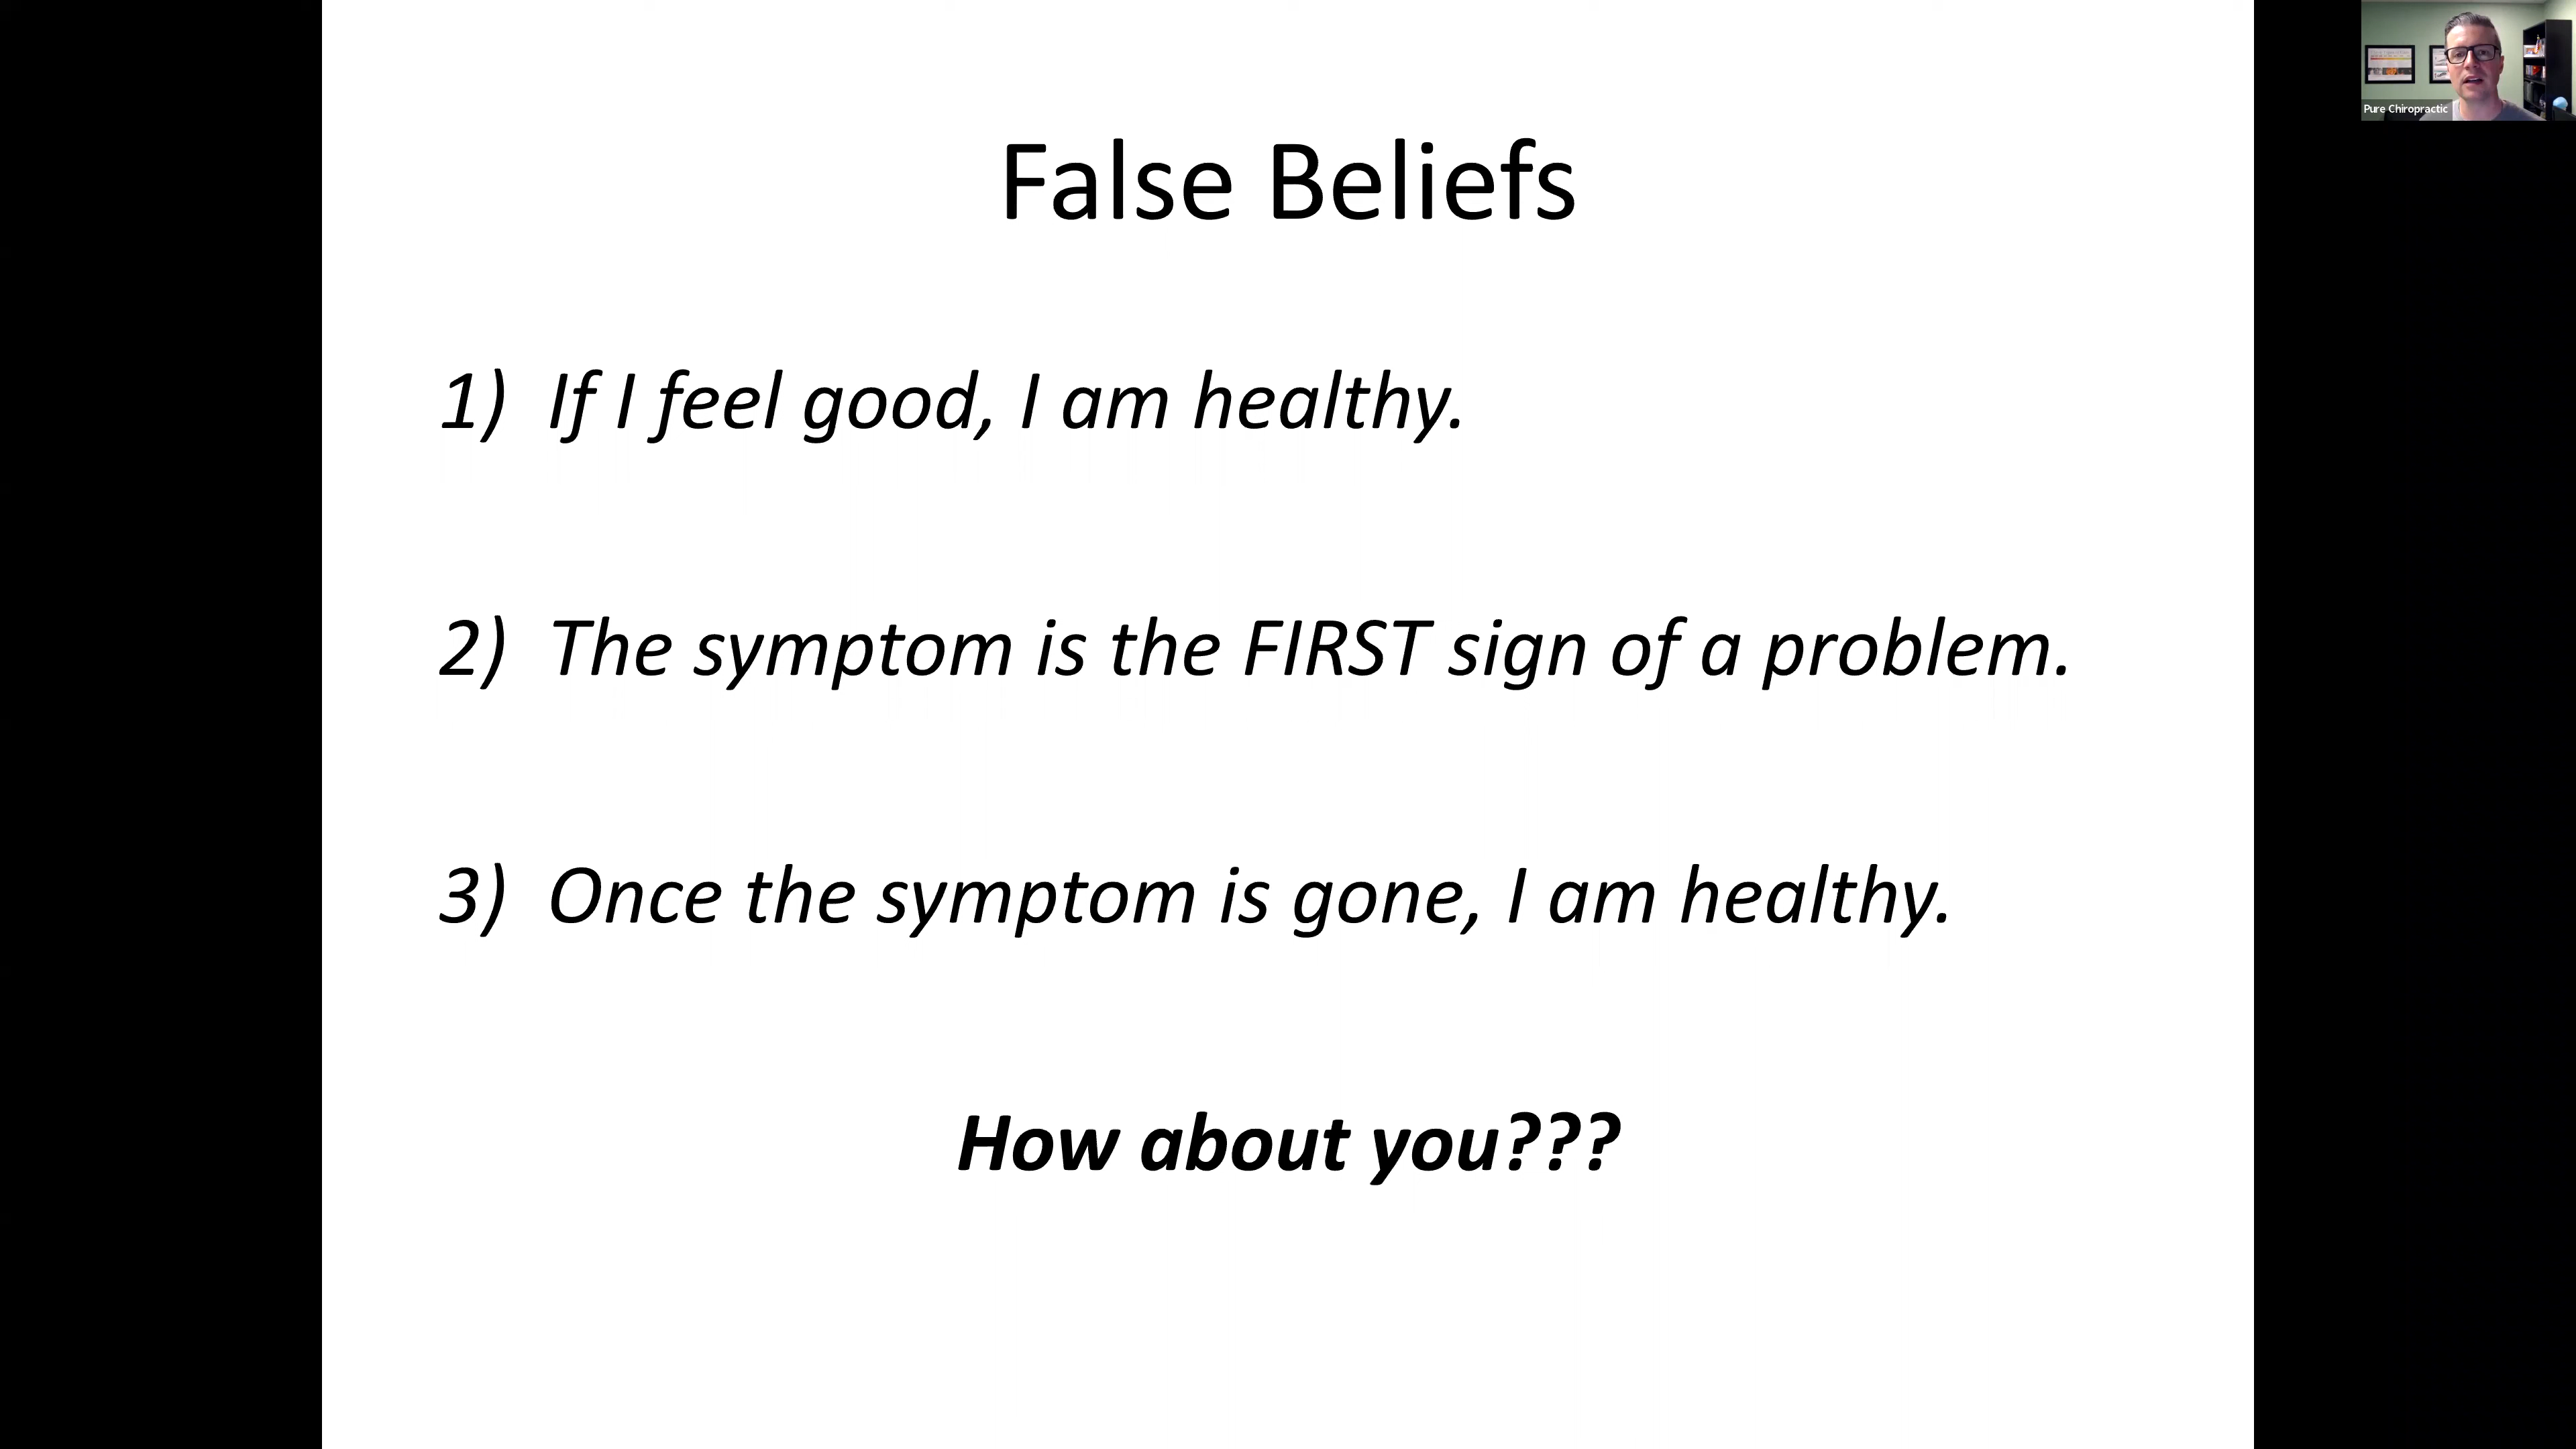 False Beliefs
1) If I feel good, I am healthy.
2) The symptom is the FIRST sign of a problem.
3) Once the symptom is gone, I am healthy.
How about you???
Pure Chiropractic